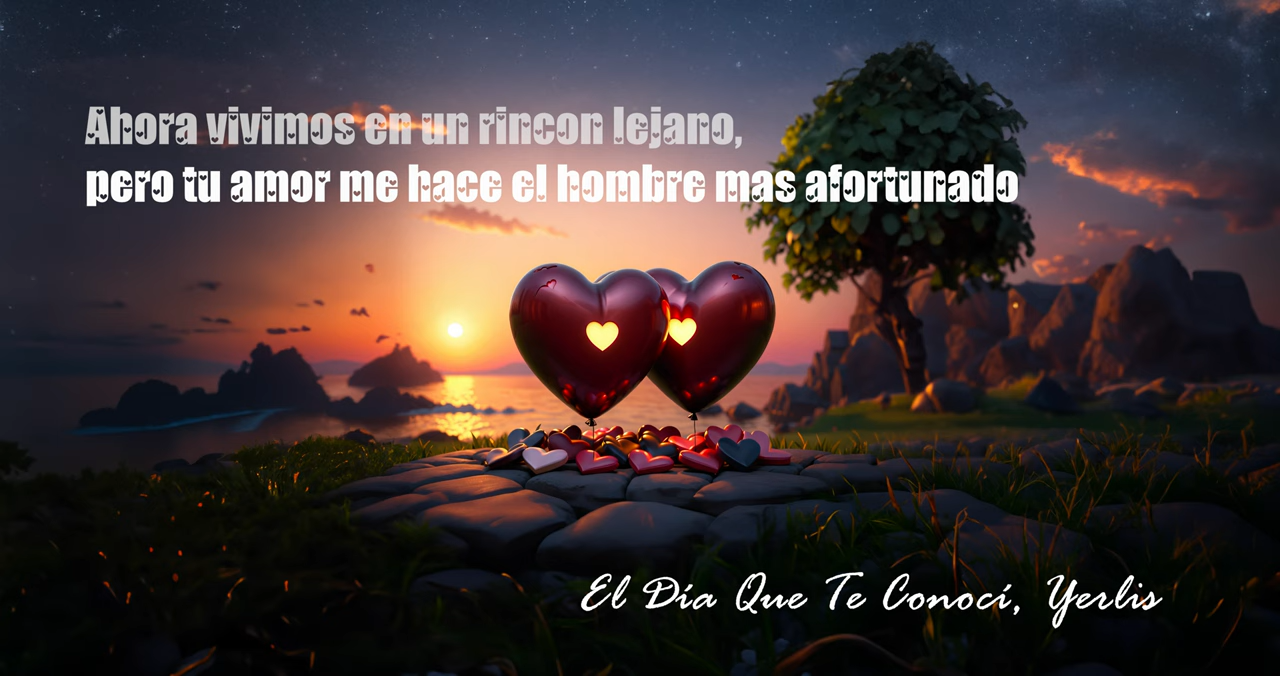 Ahora vivimos en un rincon lejano,
pero tu amor me hace el hombre mas afortunado
El Día Que Te Conocí, Yerlis